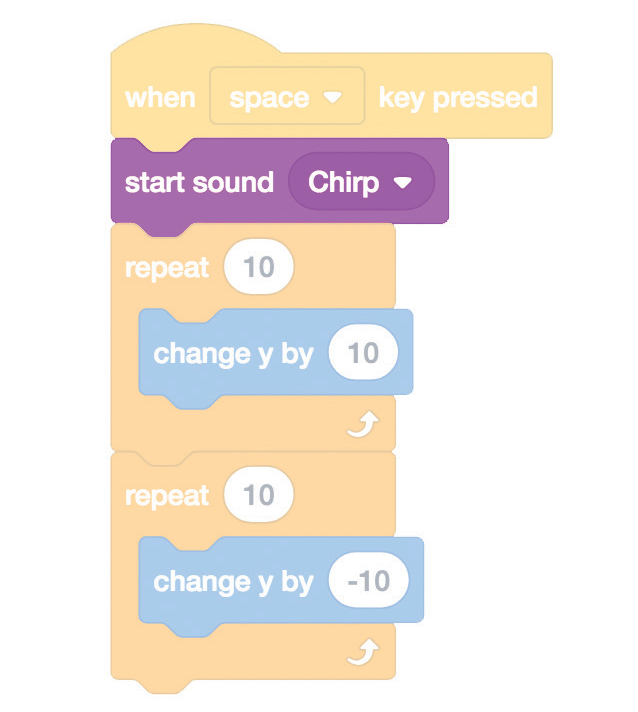 when space key pressed
start sound Chirp
repeat 10
change y by 10
repeat 10
change y by -10